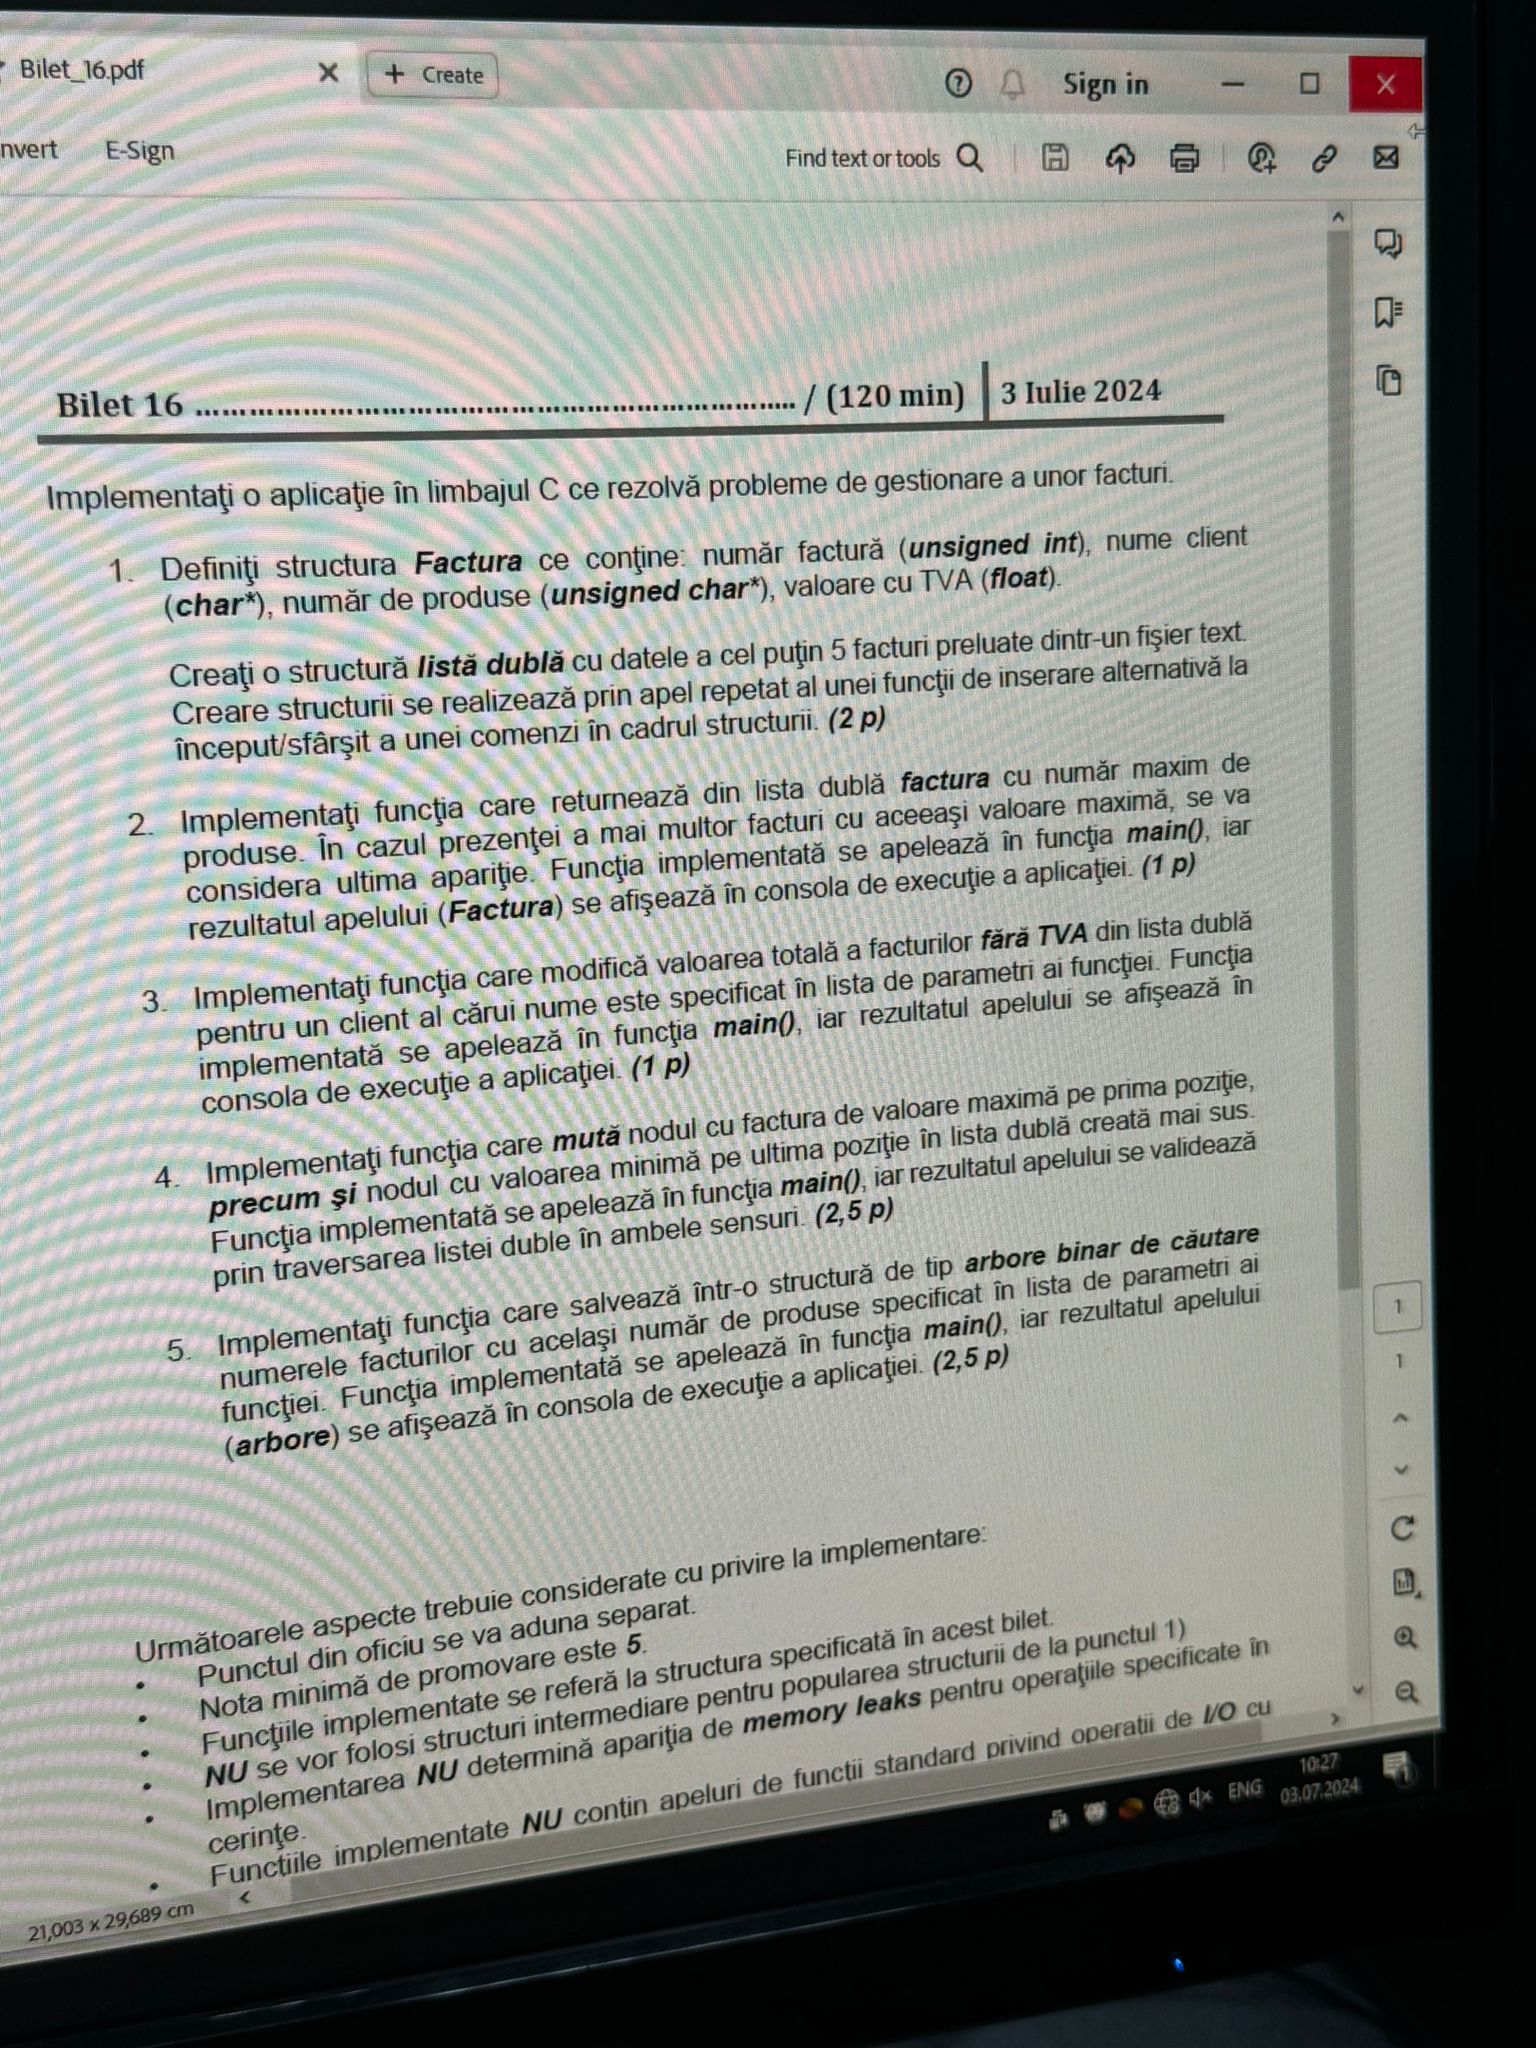 Bilet_16.pdf
+ Create
Sign in
nvert E-Sign
Find text or tools
Bilet 16 ........................................................................ / (120 min) 3 Iulie 2024
Implementaţi o aplicaţie în limbajul C ce rezolvă probleme de gestionare a unor facturi.
1. Definiţi structura Factura ce conţine: număr factură (unsigned int), nume client
(char*), număr de produse (unsigned char*), valoare cu TVA (float).
Creaţi o structură listă dublă cu datele a cel puţin 5 facturi preluate dintr-un fişier text.
Creare structurii se realizează prin apel repetat al unei funcţii de inserare alternativă la
început/sfârşit a unei comenzi în cadrul structurii. (2 p)
2. Implementaţi funcţia care returnează din lista dublă factura cu număr maxim de
produse. În cazul prezenţei a mai multor facturi cu aceeaşi valoare maximă, se va
considera ultima apariţie. Funcţia implementată se apelează în funcţia main(), iar
rezultatul apelului (Factura) se afişează în consola de execuţie a aplicaţiei. (1 p)
3. Implementaţi funcţia care modifică valoarea totală a facturilor fără TVA din lista dublă
pentru un client al cărui nume este specificat în lista de parametri ai funcţiei. Funcţia
implementată se apelează în funcţia main(), iar rezultatul apelului se afişează în
consola de execuţie a aplicaţiei. (1 p)
4. Implementaţi funcţia care mută nodul cu factura de valoare maximă pe prima poziţie,
precum şi nodul cu valoarea minimă pe ultima poziţie în lista dublă creată mai sus.
Funcţia implementată se apelează în funcţia main(), iar rezultatul apelului se validează
prin traversarea listei duble în ambele sensuri. (2,5 p)
5. Implementaţi funcţia care salvează într-o structură de tip arbore binar de căutare
numerele facturilor cu acelaşi număr de produse specificat în lista de parametri ai
funcţiei. Funcţia implementată se apelează în funcţia main(), iar rezultatul apelului
(arbore) se afişează în consola de execuţie a aplicaţiei. (2,5 p)
Următoarele aspecte trebuie considerate cu privire la implementare:
• Punctul din oficiu se va aduna separat.
• Nota minimă de promovare este 5.
• Funcţiile implementate se referă la structura specificată în acest bilet.
• NU se vor folosi structuri intermediare pentru popularea structurii de la punctul 1)
• Implementarea NU determină apariţia de memory leaks pentru operaţiile specificate în
cerinţe.
• Funcţiile implementate NU conţin apeluri de funcţii standard privind operaţii de I/O cu
1
1
21,003 x 29,689 cm
ENG
10:27
03.07.2024
1